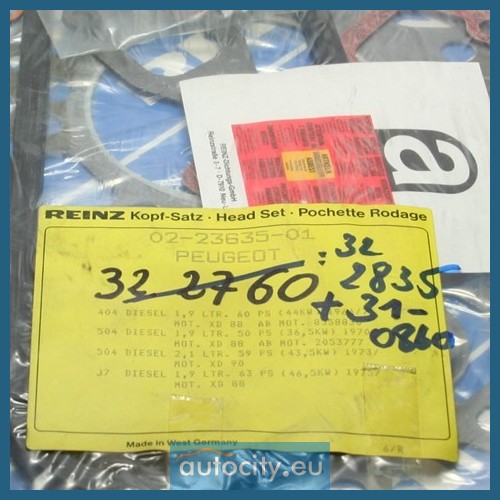 REINZ-Dichtungs-GmbH
a
REINZ Kopf-Satz · Head Set · Pochette Rodage
02-23635-01
PEUGEOT
32 2760 : 32
2835
+ 31-
0860
404 DIESEL 1,9 LTR. 60 PS (44KW)
MOT. XD 88 AB MOT.
504 DIESEL 1,9 LTR. 50 PS (36,5KW)
MOT. XD 88 AB MOT. 2053777
504 DIESEL 2,1 LTR. 59 PS (43,5KW) 1973/
MOT. XD 90
J7 DIESEL 1,9 LTR. 63 PS (46,5KW)
MOT. XD 88
Made in West Germany
autocity.eu